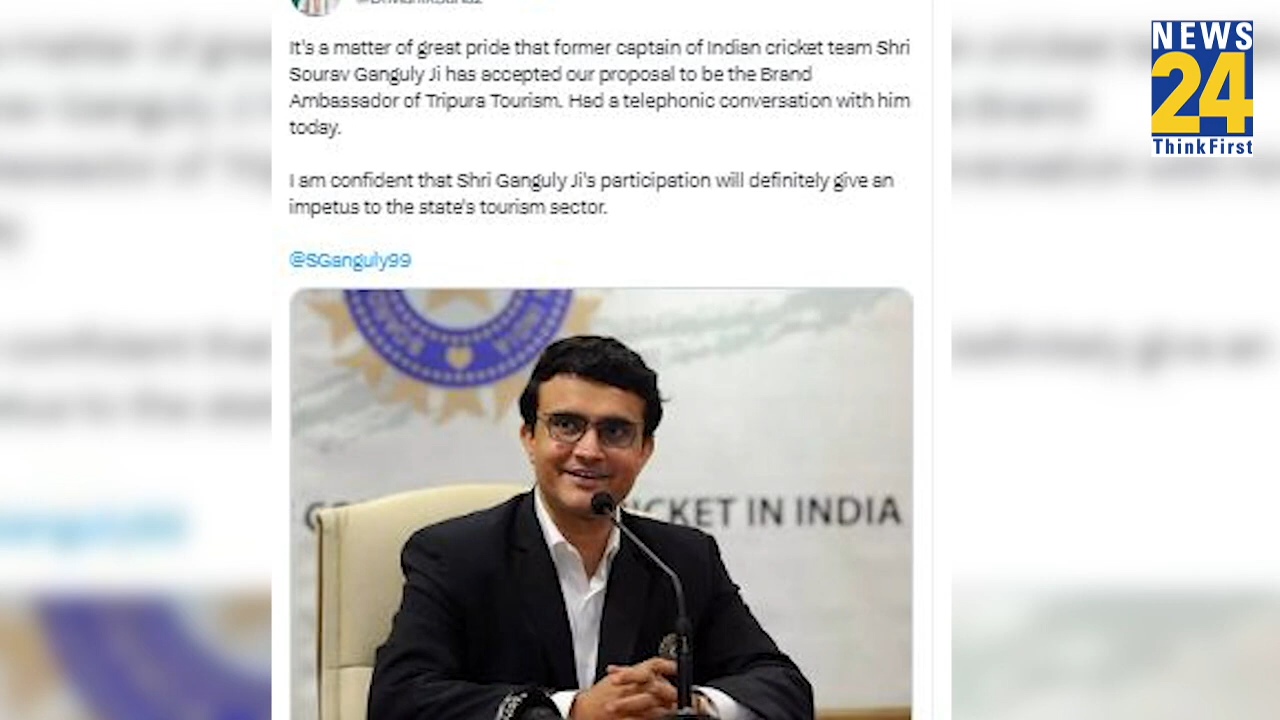 NEWS
24
ThinkFirst
It's a matter of great pride that former captain of Indian cricket team Shri
Sourav Ganguly Ji has accepted our proposal to be the Brand
Ambassador of Tripura Tourism. Had a telephonic conversation with him
today.
I am confident that Shri Ganguly Ji's participation will definitely give an
impetus to the state's tourism sector.
@SGanguly99
CKET IN INDIA